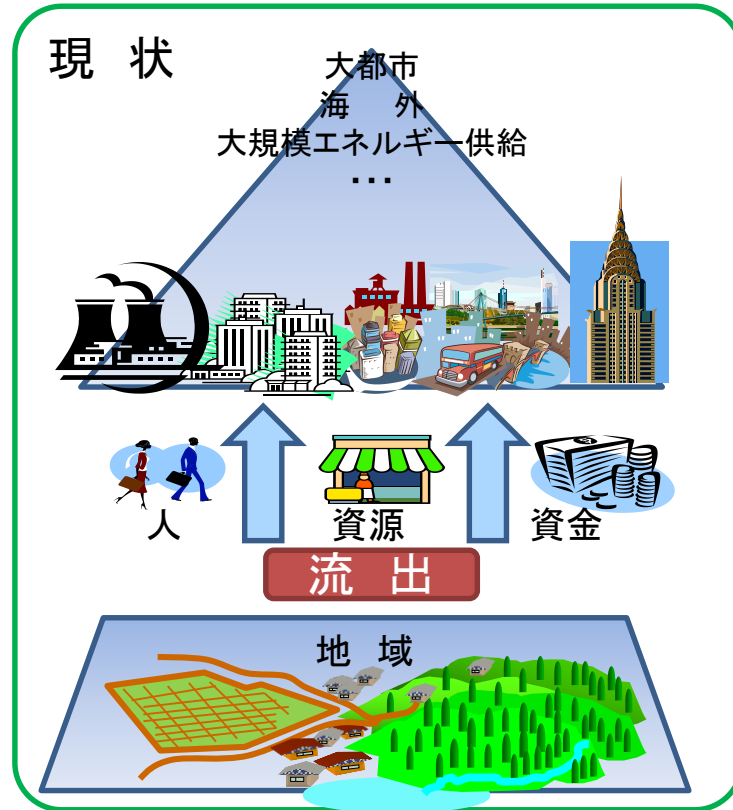 現 状
大都市
海 外
大規模エネルギー供給
・・・
人
資源
資金
流 出
地 域